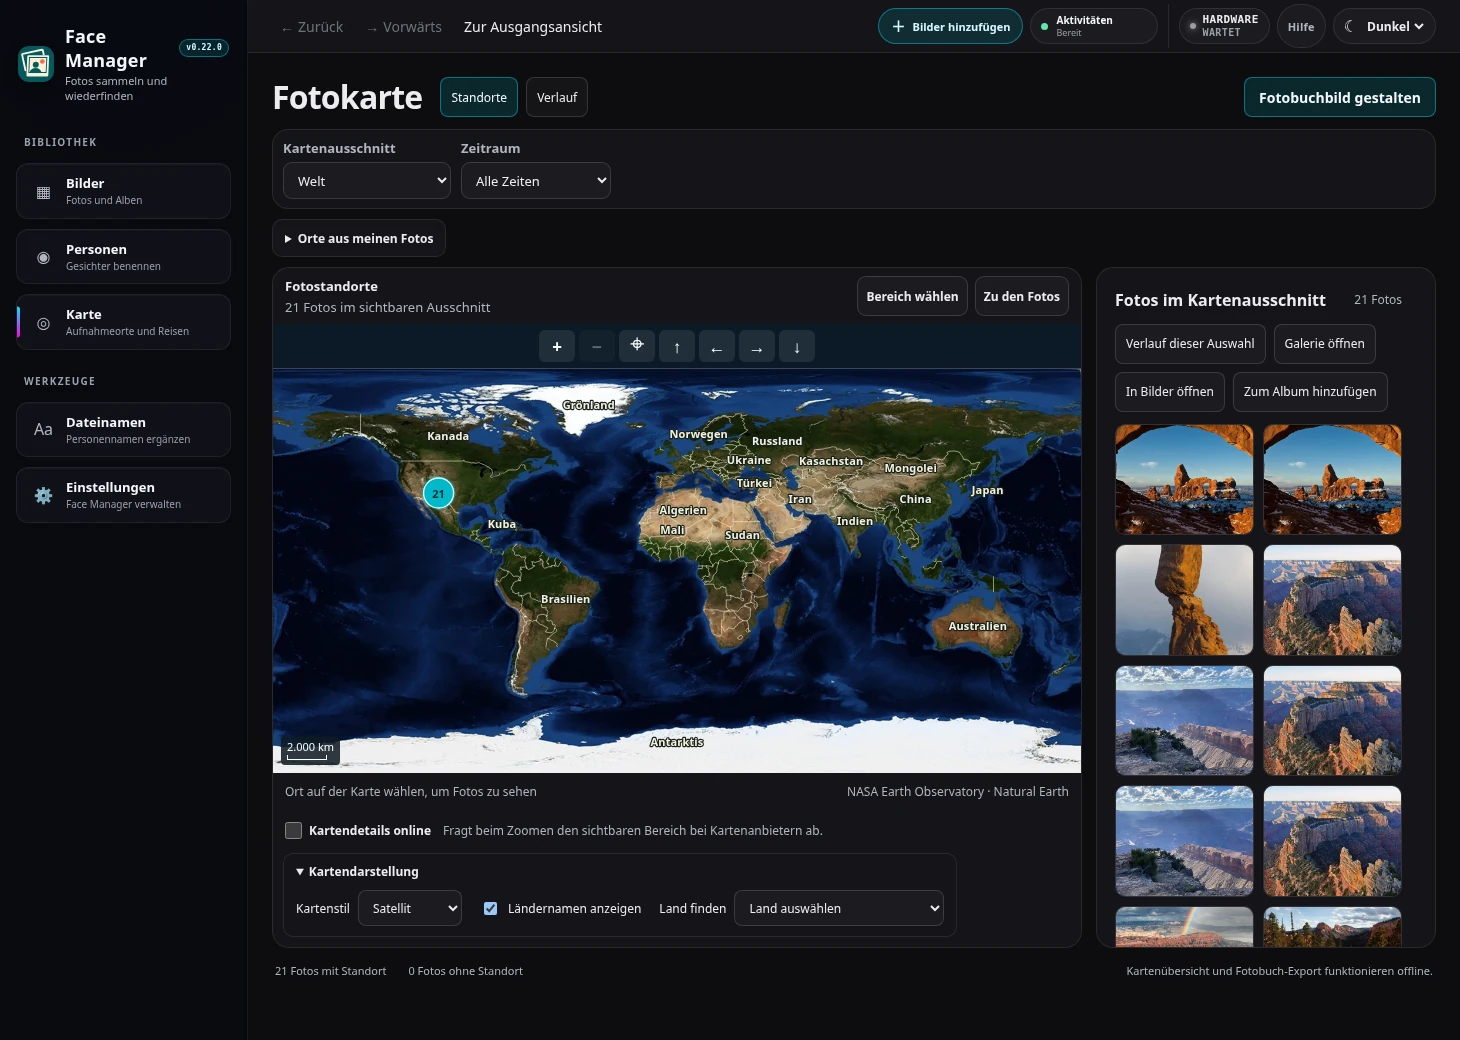 Face Manager
v0.22.0
Fotos sammeln und wiederfinden
BIBLIOTHEK
Bilder
Fotos und Alben
Personen
Gesichter benennen
Karte
Aufnahmeorte und Reisen
WERKZEUGE
Aa
Dateinamen
Personennamen ergänzen
Einstellungen
Face Manager verwalten
← Zurück
→ Vorwärts
Zur Ausgangsansicht
+ Bilder hinzufügen
Aktivitäten
Bereit
HARDWARE
WARTET
Hilfe
Dunkel
Fotokarte
Standorte
Verlauf
Fotobuchbild gestalten
Kartenausschnitt
Zeitraum
Welt
Alle Zeiten
Orte aus meinen Fotos
Fotostandorte
21 Fotos im sichtbaren Ausschnitt
Bereich wählen
Zu den Fotos
+ − ⌖ ↑ ← → ↓
Grönland
Kanada
Norwegen
Russland
Ukraine
Kasachstan
Mongolei
Türkei
Iran
China
Japan
21
Algerien
Mali
Sudan
Indien
Kuba
Brasilien
Australien
Antarktis
2.000 km
Ort auf der Karte wählen, um Fotos zu sehen
NASA Earth Observatory · Natural Earth
Kartendetails online
Fragt beim Zoomen den sichtbaren Bereich bei Kartenanbietern ab.
Kartendarstellung
Kartenstil
Satellit
Ländernamen anzeigen
Land finden
Land auswählen
Fotos im Kartenausschnitt
21 Fotos
Verlauf dieser Auswahl
Galerie öffnen
In Bilder öffnen
Zum Album hinzufügen
21 Fotos mit Standort
0 Fotos ohne Standort
Kartenübersicht und Fotobuch-Export funktionieren offline.